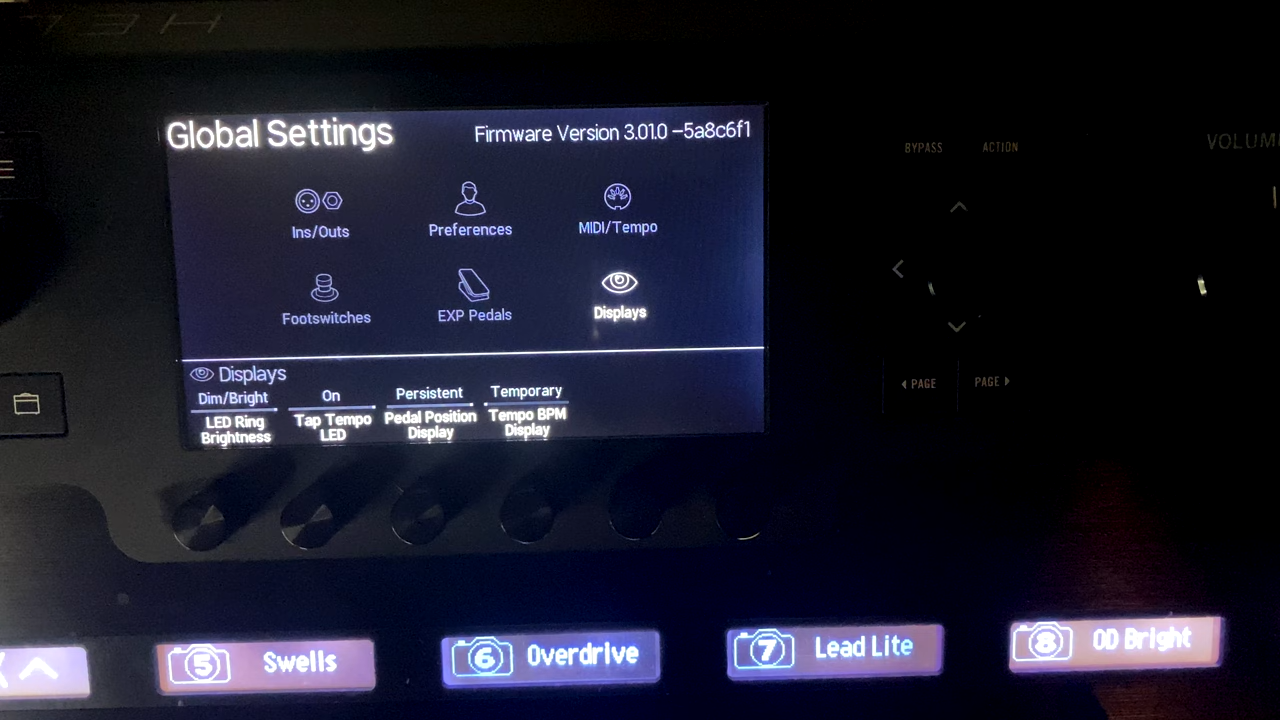 HE
Global Settings
Firmware Version 3.01.0 -5a8c6f1
BYPASS
ACTION
Ins/Outs
Preferences
MIDI/Tempo
Footswitches
EXP Pedals
Displays
Displays
Dim/Bright
On
Persistent
Temporary
LED Ring
Brightness
Tap Tempo
LED
Pedal Position
Display
Tempo BPM
Display
PAGE
PAGE
5 Swells
6 Overdrive
7 Lead Lite
8 OD Bright